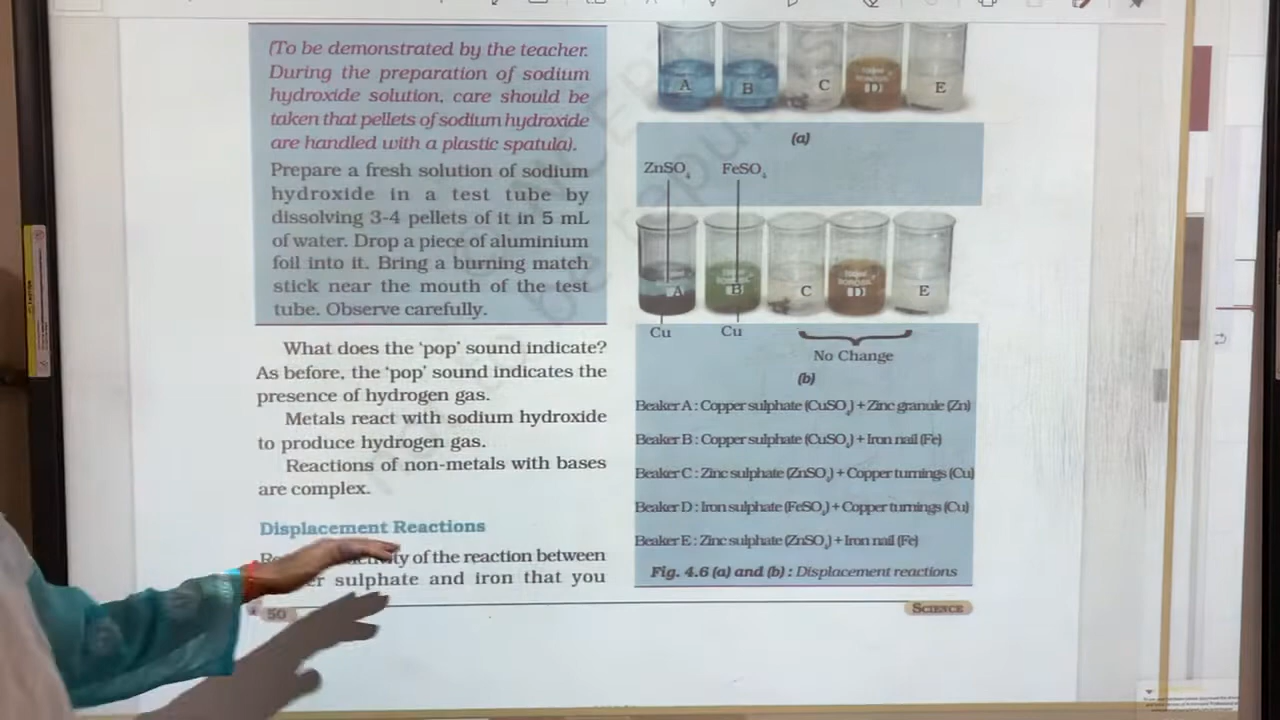 (To be demonstrated by the teacher.
During the preparation of sodium
hydroxide solution, care should be
taken that pellets of sodium hydroxide
are handled with a plastic spatula).
Prepare a fresh solution of sodium
hydroxide in a test tube by
dissolving 3-4 pellets of it in 5 mL
of water. Drop a piece of aluminium
foil into it. Bring a burning match
stick near the mouth of the test
tube. Observe carefully.
What does the ‘pop’ sound indicate?
As before, the ‘pop’ sound indicates the
presence of hydrogen gas.
Metals react with sodium hydroxide
to produce hydrogen gas.
Reactions of non-metals with bases
are complex.
Displacement Reactions
of the reaction between
sulphate and iron that you
50
A B C D E
(a)
ZnSO₄ FeSO₄
A B C D E
Cu Cu
No Change
(b)
Beaker A : Copper sulphate (CuSO₄) + Zinc granule (Zn)
Beaker B : Copper sulphate (CuSO₄) + Iron nail (Fe)
Beaker C : Zinc sulphate (ZnSO₄) + Copper turnings (Cu)
Beaker D : Iron sulphate (FeSO₄) + Copper turnings (Cu)
Beaker E : Zinc sulphate (ZnSO₄) + Iron nail (Fe)
Fig. 4.6 (a) and (b) : Displacement reactions
SCIENCE